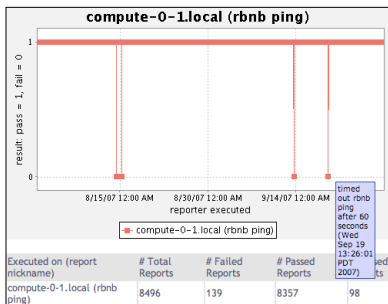 compute-0-1.local (rbnb ping)
result: pass = 1, fail = 0
1
0
8/15/07 12:00 AM
8/30/07 12:00 AM
9/14/07 12:00 AM
reporter executed
compute-0-1.local (rbnb ping)
timed
out rbnb
ping
after 60
seconds
(Wed
Sep 19
13:26:01
PDT
2007)
Executed on (report
nickname)
# Total
Reports
# Failed
Reports
# Passed
Reports
sed
compute-0-1.local (rbnb
ping)
8496
139
8357
98